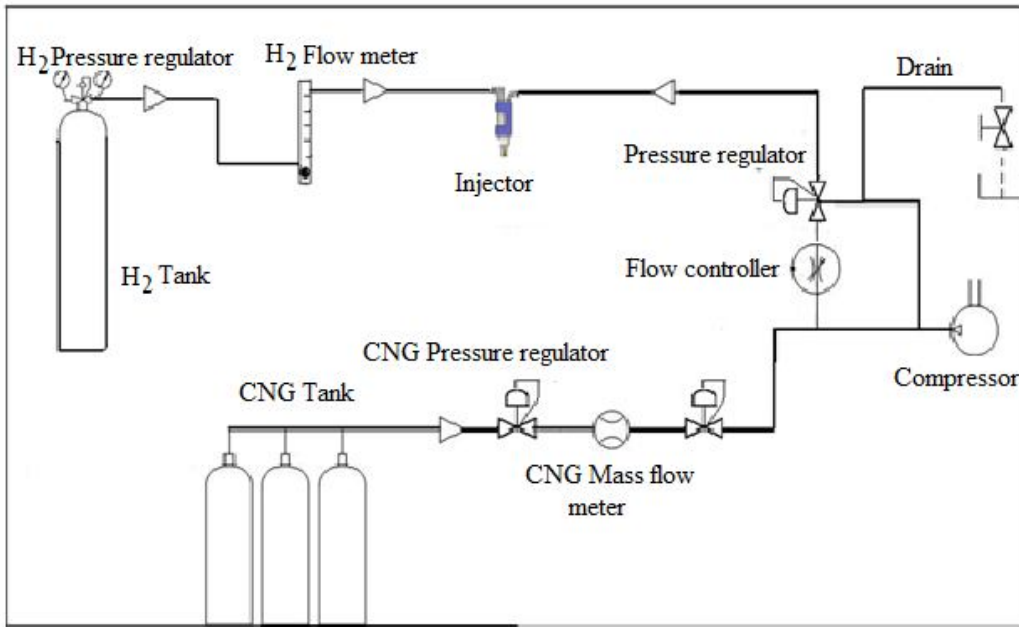 H2 Pressure regulator
H2 Flow meter
Drain
Pressure regulator
Injector
Flow controller
H2 Tank
CNG Pressure regulator
Compressor
CNG Tank
CNG Mass flow
meter